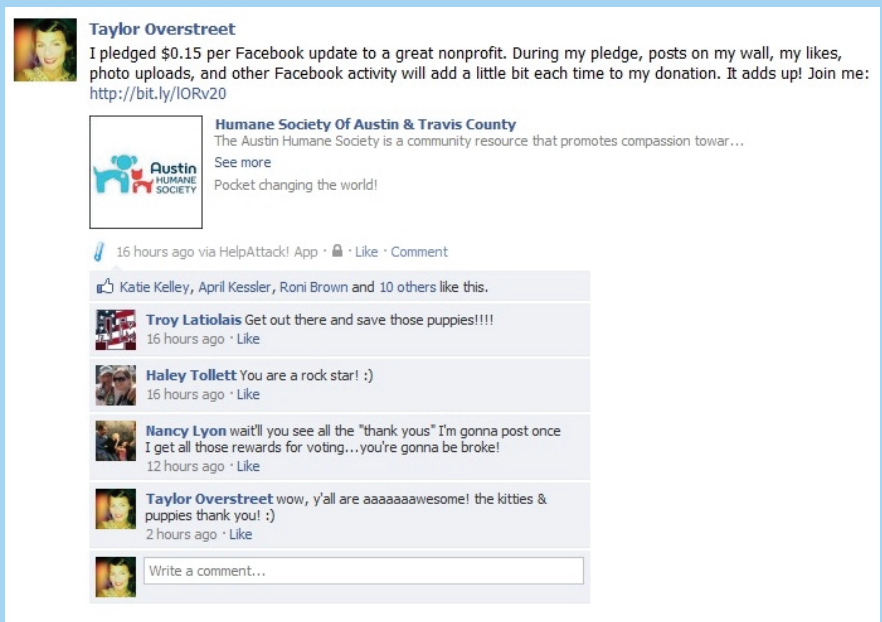 Taylor Overstreet
I pledged $0.15 per Facebook update to a great nonprofit. During my pledge, posts on my wall, my likes,
photo uploads, and other Facebook activity will add a little bit each time to my donation. It adds up! Join me:
http://bit.ly/lORv20
Austin
HUMANE
SOCIETY
Humane Society Of Austin & Travis County
The Austin Humane Society is a community resource that promotes compassion towar...
See more
Pocket changing the world!
16 hours ago via HelpAttack! App · Like · Comment
Katie Kelley, April Kessler, Roni Brown and 10 others like this.
Troy Latiolais Get out there and save those puppies!!!!
16 hours ago · Like
Haley Tollett You are a rock star! :)
16 hours ago · Like
Nancy Lyon wait'll you see all the "thank yous" I'm gonna post once
I get all those rewards for voting...you're gonna be broke!
12 hours ago · Like
Taylor Overstreet wow, y'all are aaaaaaawesome! the kitties &
puppies thank you! :)
2 hours ago · Like
Write a comment...